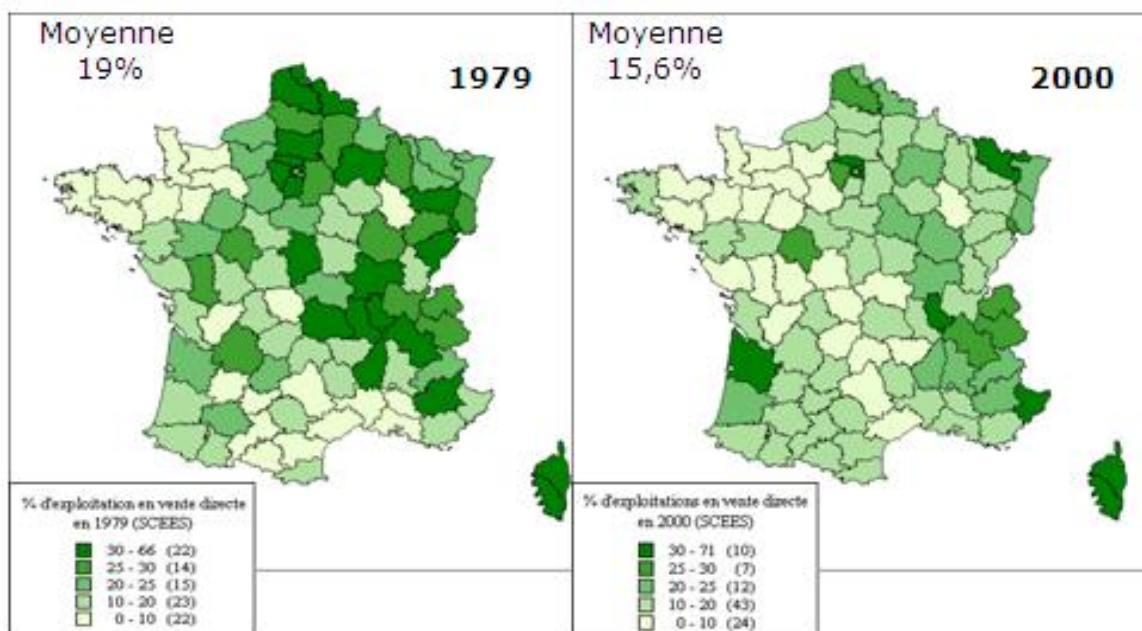 Moyenne
19%
1979
% d'exploitation en vente directe
en 1979 (SCEES)
30 - 66 (22)
25 - 30 (14)
20 - 25 (15)
10 - 20 (23)
0 - 10 (22)
Moyenne
15,6%
2000
% d'exploitations en vente directe
en 2000 (SCEES)
30 - 71 (10)
25 - 30 (7)
20 - 25 (12)
10 - 20 (43)
0 - 10 (24)